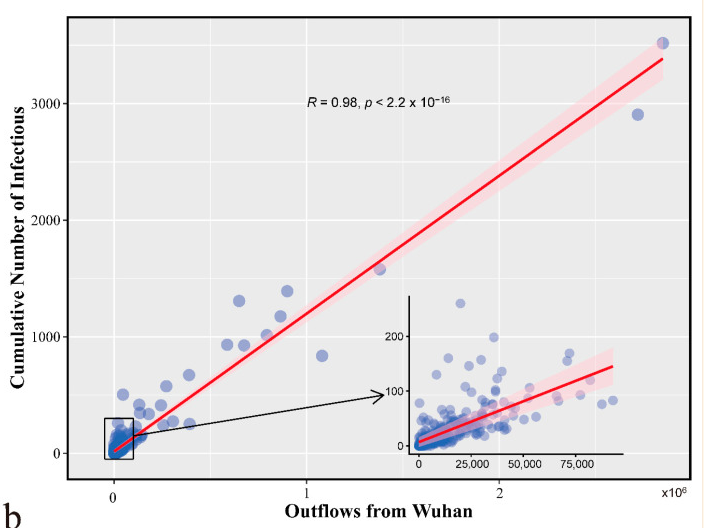 Cumulative Number of Infectious
3000
2000
1000
0
R = 0.98, p < 2.2 x 10⁻¹⁶
200
100
0
0 25,000 50,000 75,000
0 1 2 x10⁶
Outflows from Wuhan
b